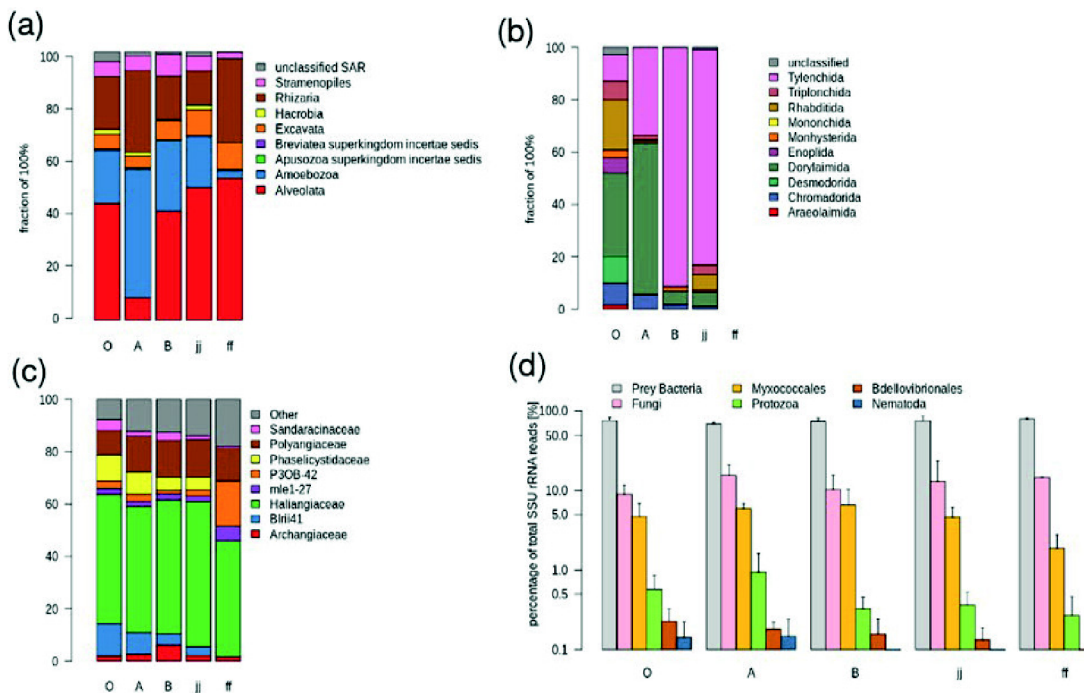 (a)
fraction of 100%
100
80
60
40
20
0
O A B jj ff
unclassified SAR
Stramenopiles
Rhizaria
Hacrobia
Excavata
Breviatea superkingdom incertae sedis
Apusozoa superkingdom incertae sedis
Amoebozoa
Alveolata
(b)
fraction of 100%
100
80
60
40
20
0
O A B jj ff
unclassified
Tylenchida
Triplonchida
Rhabditida
Mononchida
Monhysterida
Enoplida
Dorylaimida
Desmodorida
Chromadorida
Araeolaimida
(c)
fraction of 100%
100
80
60
40
20
0
O A B jj ff
Other
Sandaracinaceae
Polyangiaceae
Phaselicystidaceae
P3OB-42
mle1-27
Haliangiaceae
BIrii41
Archangiaceae
(d)
Prey Bacteria Myxococcales Bdellovibrionales
Fungi Protozoa Nematoda
percentage of total SSU rRNA reads [%]
100.0
50.0
10.0
5.0
1.0
0.5
0.1
O A B jj ff